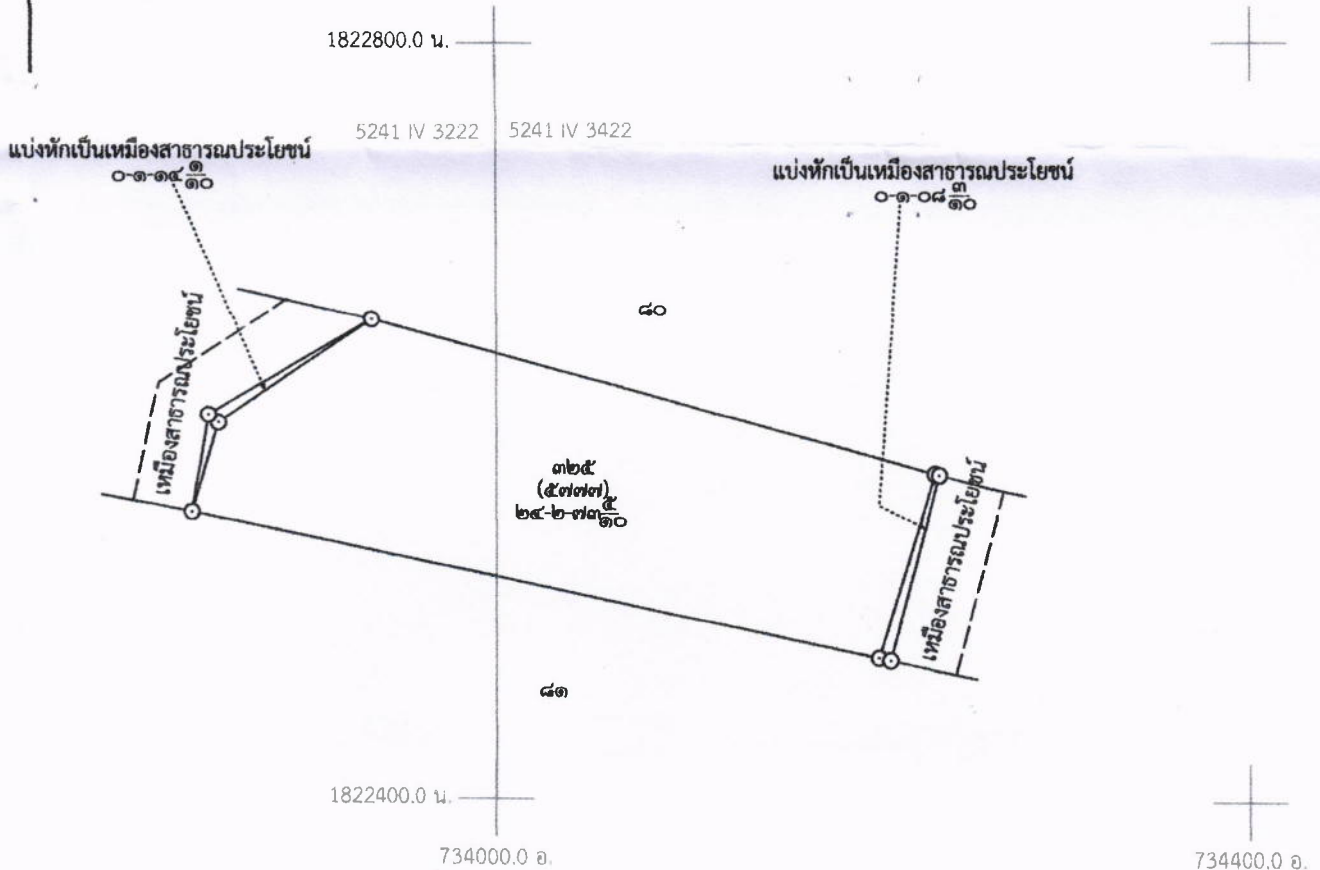 1822800.0 น.
5241 IV 3222 5241 IV 3422
แบ่งหักเป็นเหมืองสาธารณประโยชน์
๐-๑-๑๔ ๑/๑๐
แบ่งหักเป็นเหมืองสาธารณประโยชน์
๐-๑-๐๘ ๓/๑๐
๘๐
เหมืองสาธารณประโยชน์
๓๒๕
(๕๗๗๗)
๒๔-๒-๗๓ ๕/๑๐
เหมืองสาธารณประโยชน์
๘๑
1822400.0 น.
734000.0 อ.
734400.0 อ.